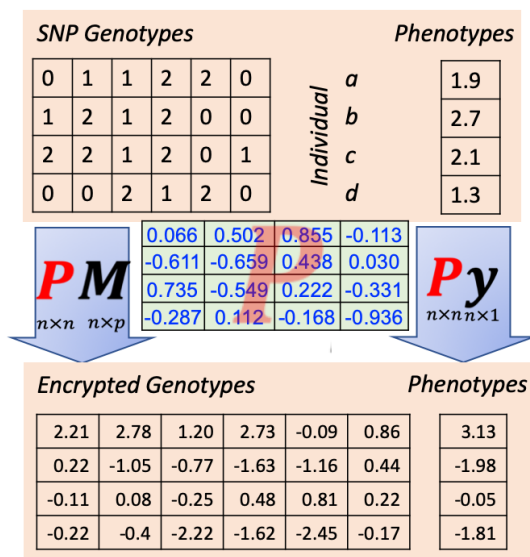 SNP Genotypes Phenotypes
0 1 1 2 2 0 a 1.9
1 2 1 2 0 0 b 2.7
2 2 1 2 0 1 c 2.1
0 0 2 1 2 0 d 1.3
Individual
0.066 0.502 0.855 -0.113
-0.611 -0.659 0.438 0.030
0.735 -0.549 0.222 -0.331
-0.287 0.112 -0.168 -0.936
P
PM
n×n n×p
Py
n×n n×1
Encrypted Genotypes Phenotypes
2.21 2.78 1.20 2.73 -0.09 0.86 3.13
0.22 -1.05 -0.77 -1.63 -1.16 0.44 -1.98
-0.11 0.08 -0.25 0.48 0.81 0.22 -0.05
-0.22 -0.4 -2.22 -1.62 -2.45 -0.17 -1.81